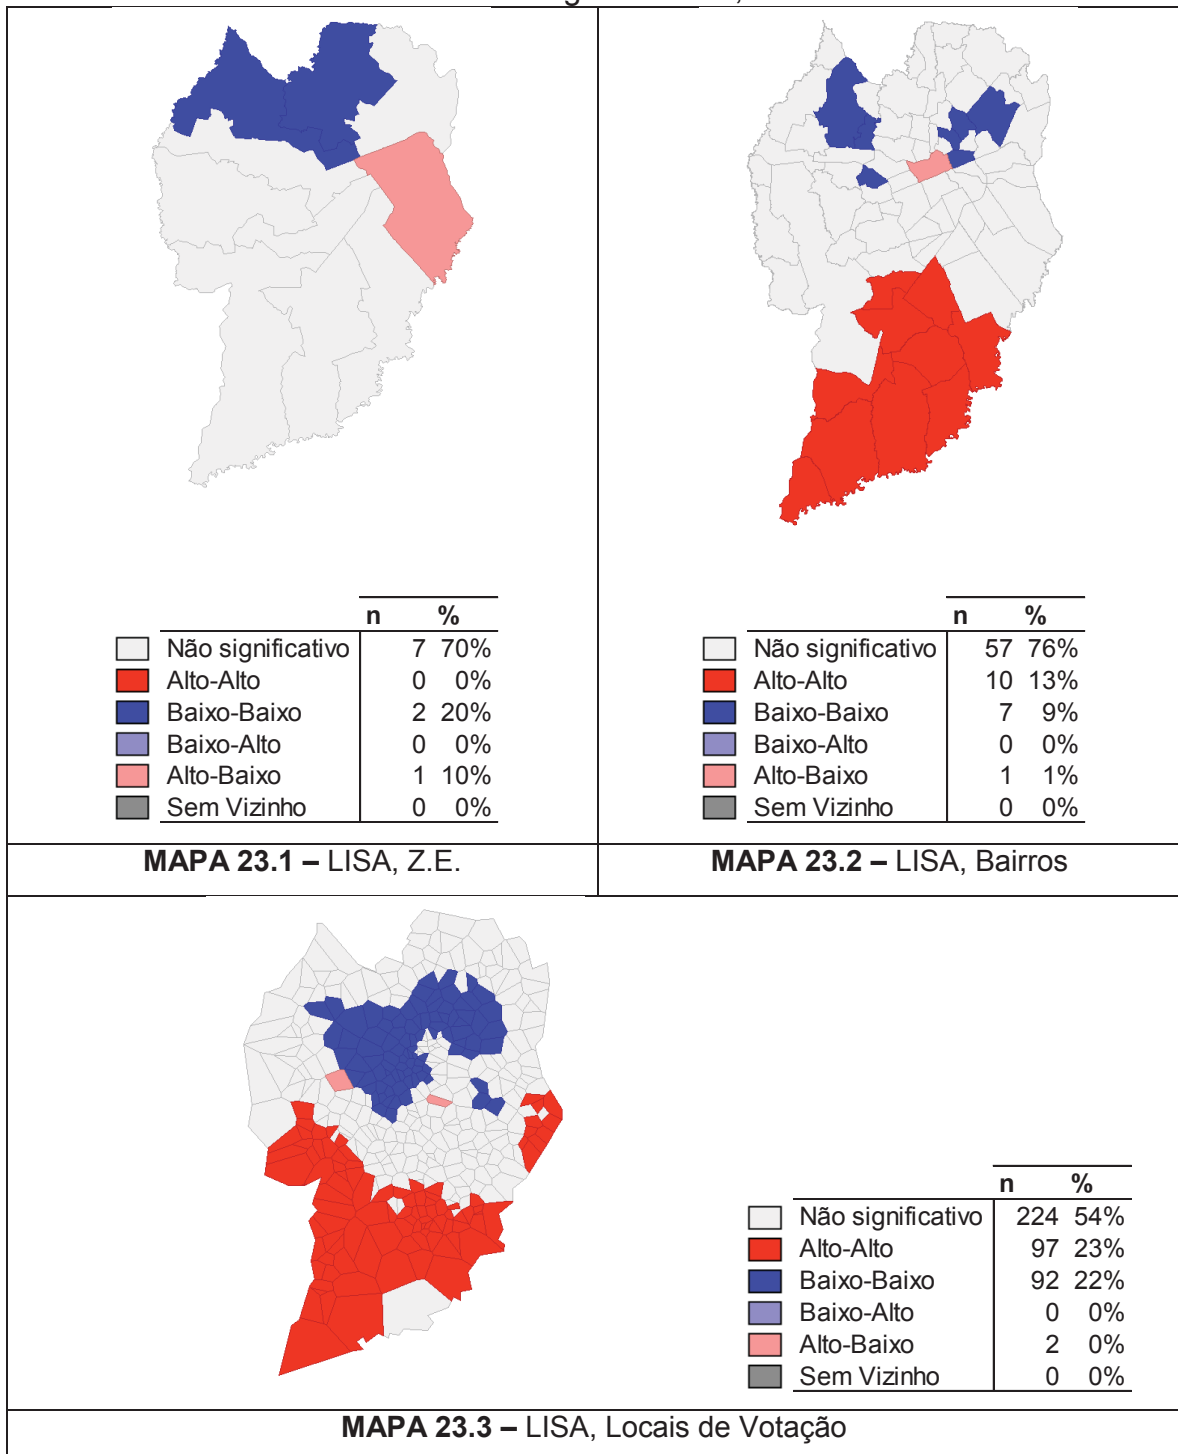 n %
Não significativo 7 70%
Alto-Alto 0 0%
Baixo-Baixo 2 20%
Baixo-Alto 0 0%
Alto-Baixo 1 10%
Sem Vizinho 0 0%
MAPA 23.1 – LISA, Z.E.
n %
Não significativo 57 76%
Alto-Alto 10 13%
Baixo-Baixo 7 9%
Baixo-Alto 0 0%
Alto-Baixo 1 1%
Sem Vizinho 0 0%
MAPA 23.2 – LISA, Bairros
n %
Não significativo 224 54%
Alto-Alto 97 23%
Baixo-Baixo 92 22%
Baixo-Alto 0 0%
Alto-Baixo 2 0%
Sem Vizinho 0 0%
MAPA 23.3 – LISA, Locais de Votação